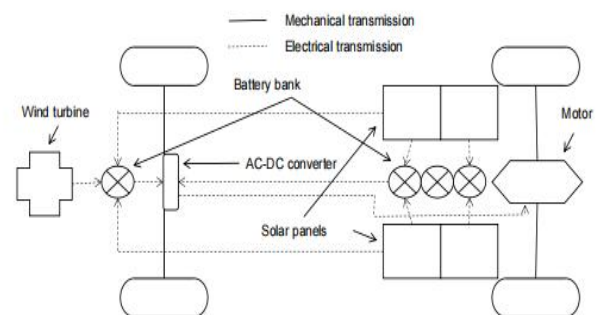 Mechanical transmission
Electrical transmission
Battery bank
Wind turbine
Motor
AC-DC converter
Solar panels